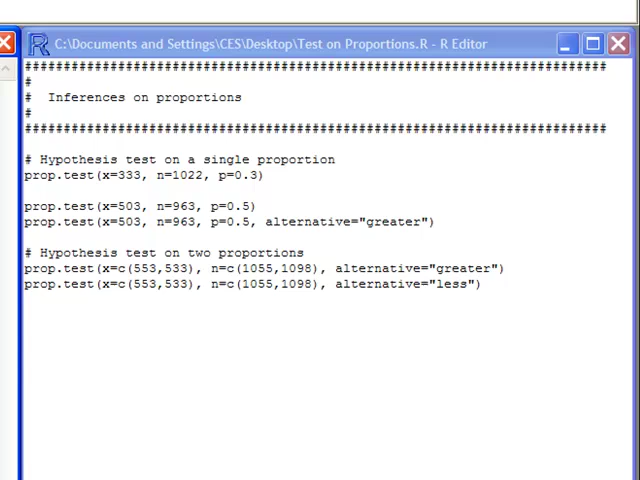 C:\Documents and Settings\CES\Desktop\Test on Proportions.R - R Editor
###########################################################################
#
#  Inferences on proportions
#
###########################################################################
# Hypothesis test on a single proportion
prop.test(x=333, n=1022, p=0.3)
prop.test(x=503, n=963, p=0.5)
prop.test(x=503, n=963, p=0.5, alternative="greater")
# Hypothesis test on two proportions
prop.test(x=c(553,533), n=c(1055,1098), alternative="greater")
prop.test(x=c(553,533), n=c(1055,1098), alternative="less")